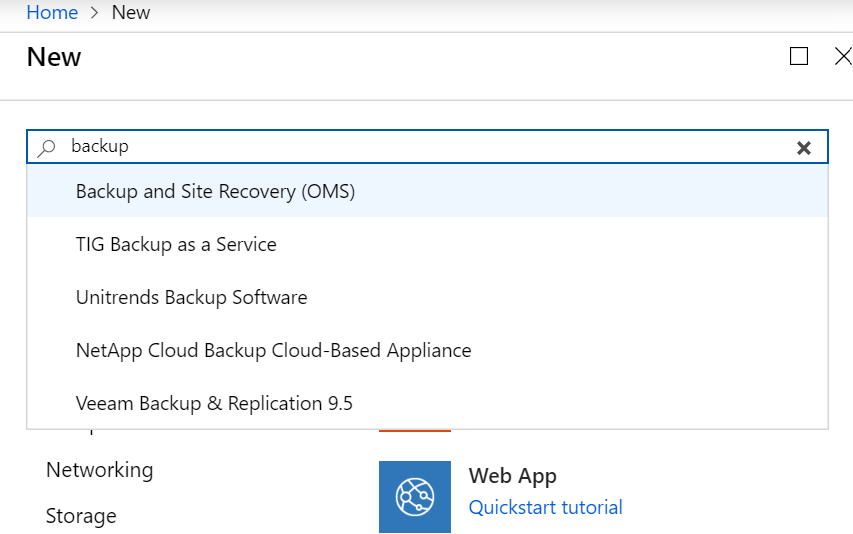 Home > New
New
backup
Backup and Site Recovery (OMS)
TIG Backup as a Service
Unitrends Backup Software
NetApp Cloud Backup Cloud-Based Appliance
Veeam Backup & Replication 9.5
Networking
Web App
Quickstart tutorial
Storage